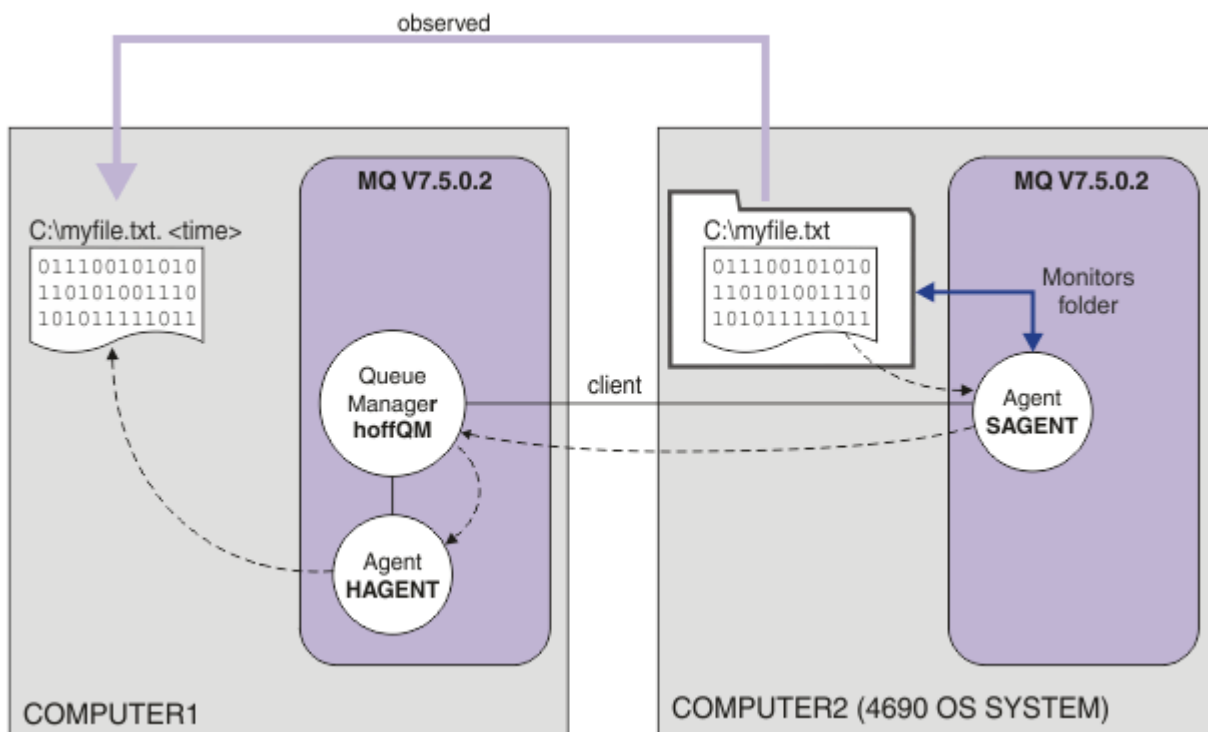 observed
MQ V7.5.0.2
C:\myfile.txt. <time>
011100101010
110101001110
101011111011
Queue
Manager
hoffQM
Agent
HAGENT
COMPUTER1
client
MQ V7.5.0.2
C:\myfile.txt
011100101010
110101001110
101011111011
Monitors
folder
Agent
SAGENT
COMPUTER2 (4690 OS SYSTEM)